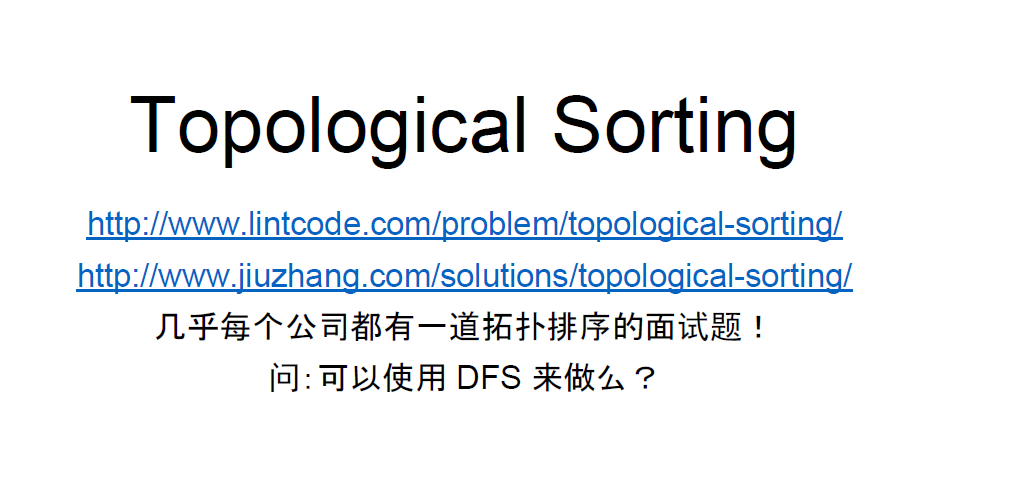 Topological Sorting
http://www.lintcode.com/problem/topological-sorting/
http://www.jiuzhang.com/solutions/topological-sorting/
几乎每个公司都有一道拓扑排序的面试题！
问：可以使用 DFS 来做么？